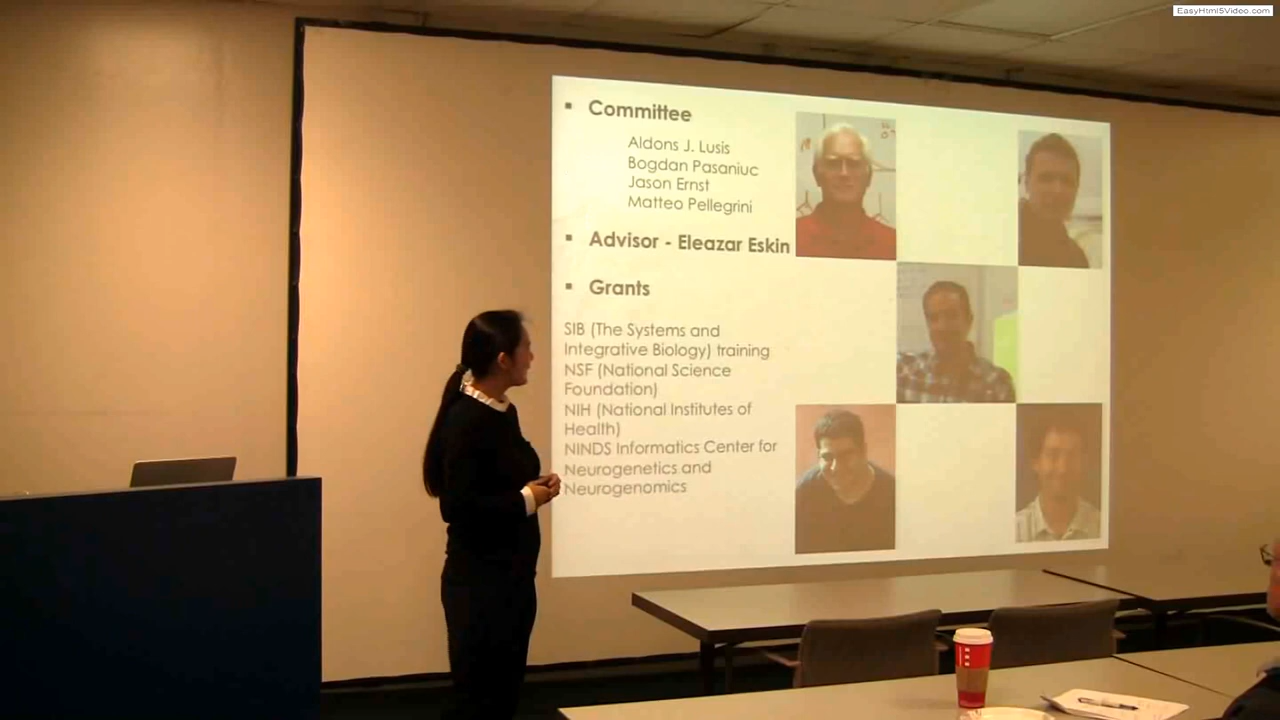 EasyHtml5Video.com
▪ Committee
Aldons J. Lusis
Bogdan Pasaniuc
Jason Ernst
Matteo Pellegrini
▪ Advisor - Eleazar Eskin
▪ Grants
SIB (The Systems and
Integrative Biology) training
NSF (National Science
Foundation)
NIH (National Institutes of
Health)
NINDS Informatics Center for
Neurogenetics and
Neurogenomics